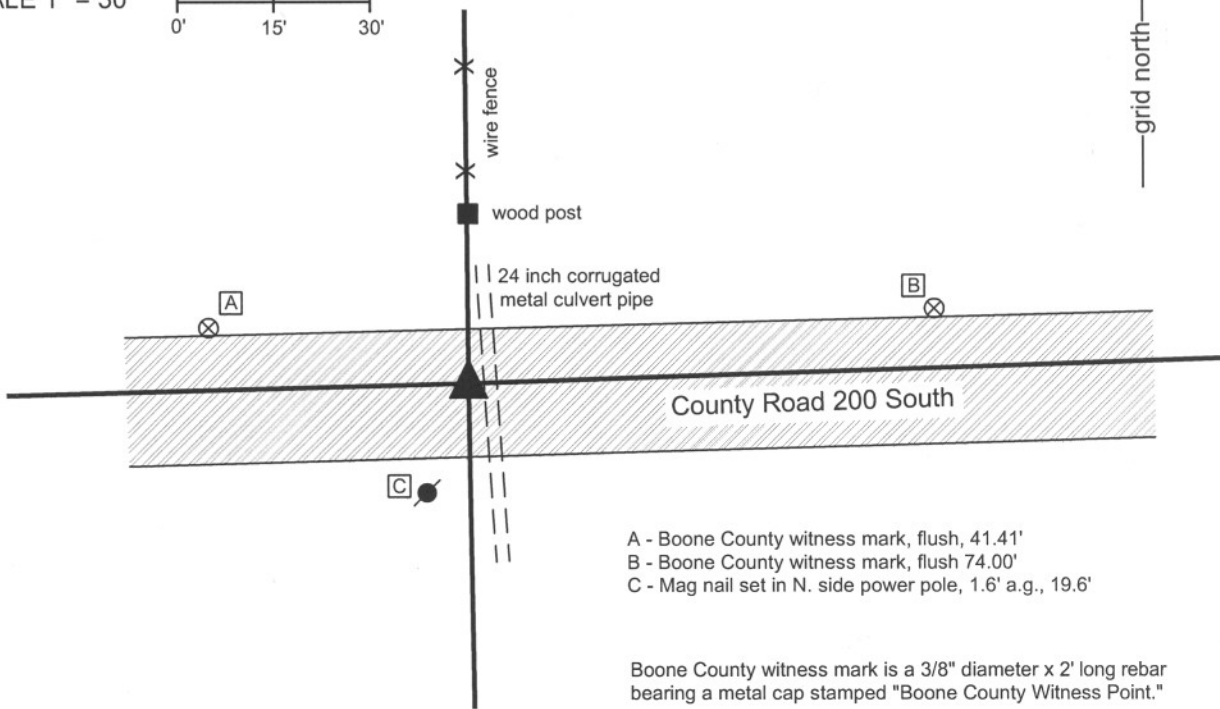 0' 15' 30'
grid north
wire fence
wood post
24 inch corrugated
metal culvert pipe
A
B
County Road 200 South
C
A - Boone County witness mark, flush, 41.41'
B - Boone County witness mark, flush 74.00'
C - Mag nail set in N. side power pole, 1.6' a.g., 19.6'
Boone County witness mark is a 3/8" diameter x 2' long rebar
bearing a metal cap stamped "Boone County Witness Point."